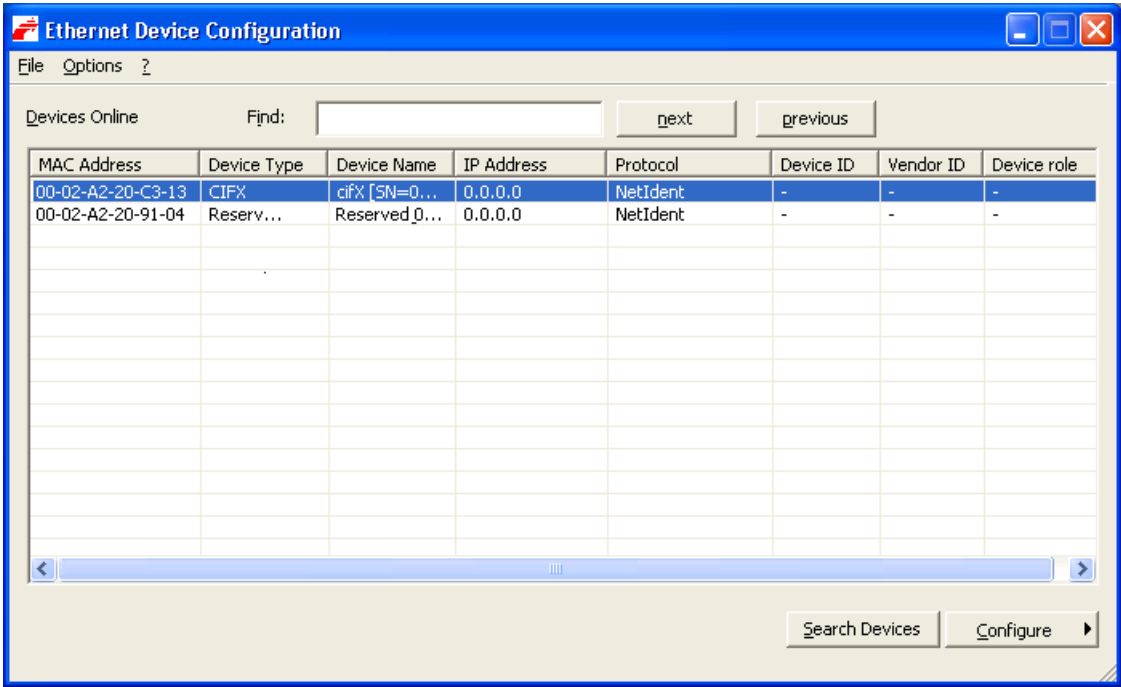 Ethernet Device Configuration
File Options ?
Devices Online Find: next previous
MAC Address Device Type Device Name IP Address Protocol Device ID Vendor ID Device role
00-02-A2-20-C3-13 CIFX cifX [SN=0... 0.0.0.0 NetIdent - - -
00-02-A2-20-91-04 Reserv... Reserved 0... 0.0.0.0 NetIdent - - -
Search Devices Configure